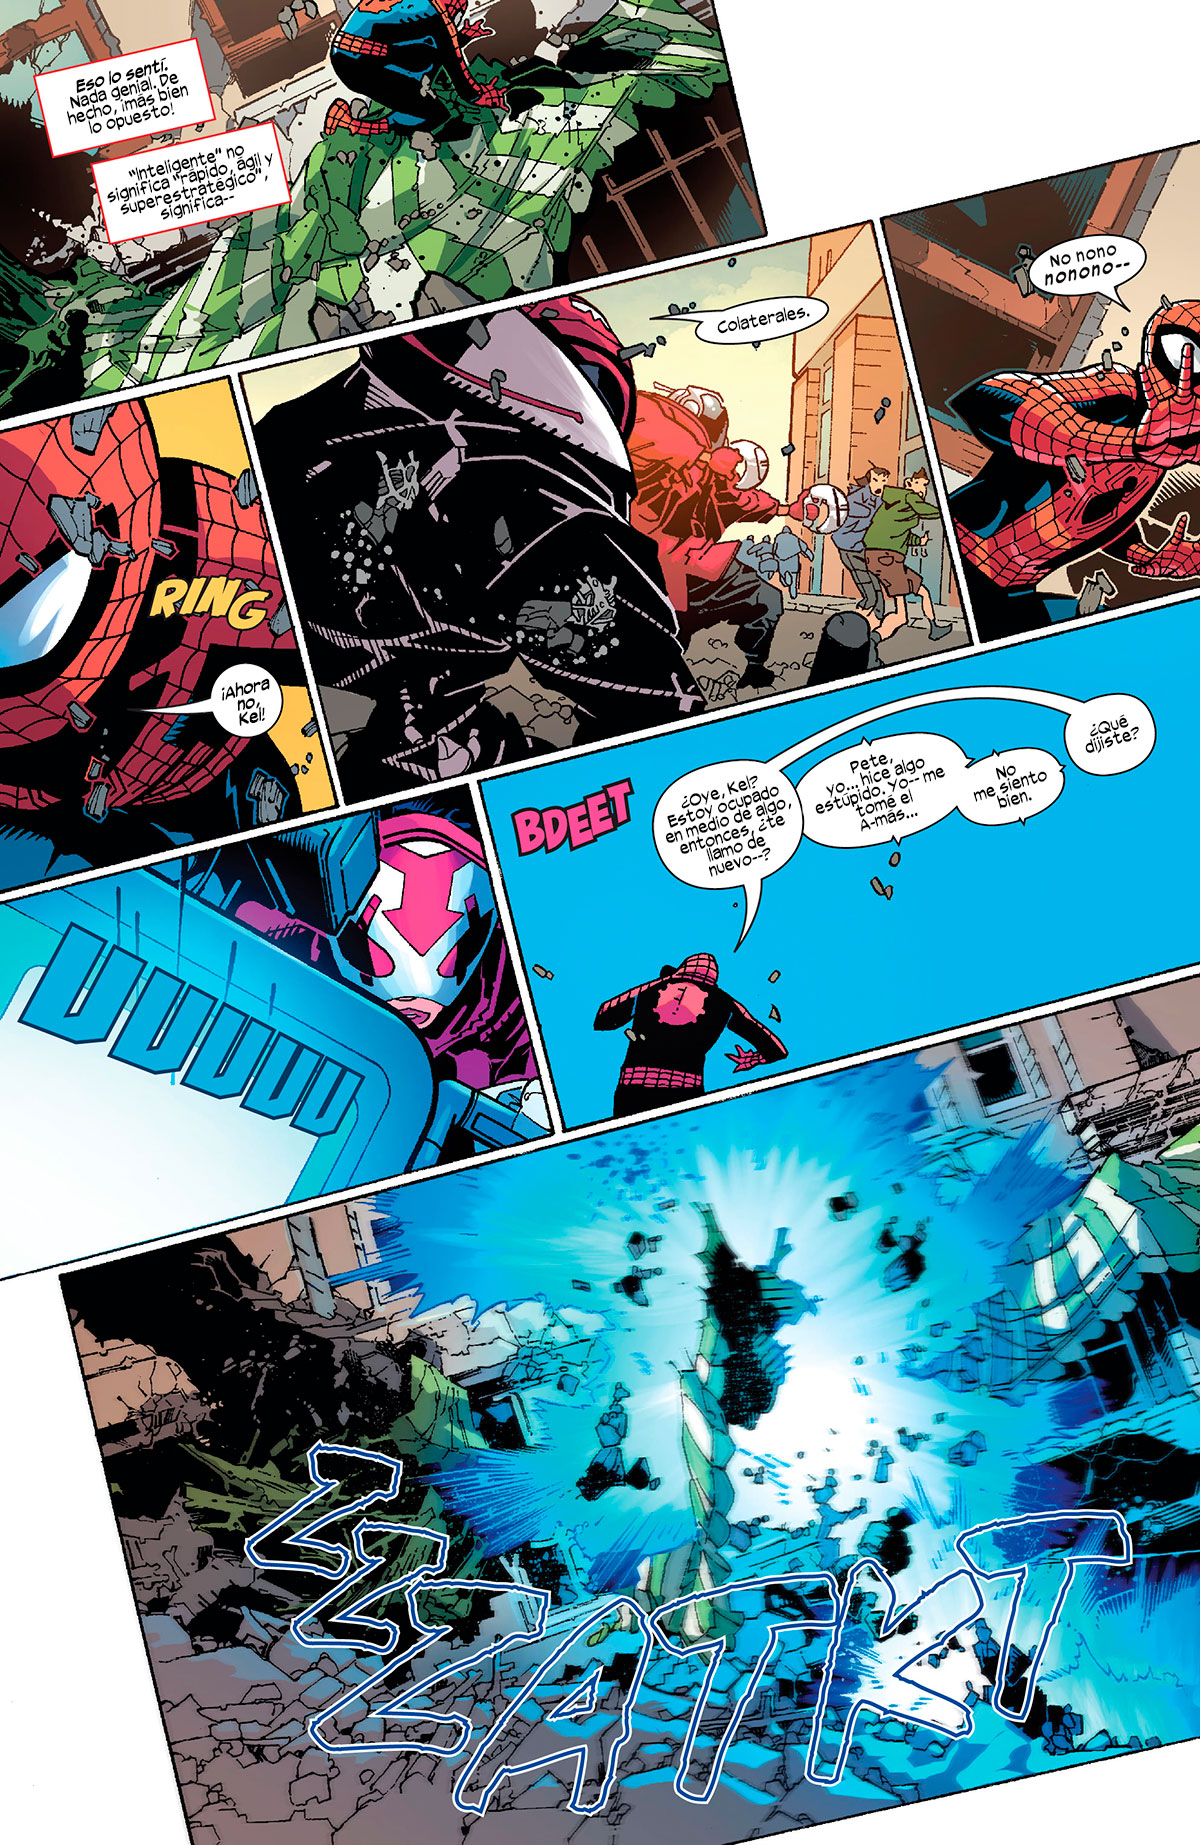 Eso lo sentí.
Nada genial. De
hecho, ¡más bien
lo opuesto!
"Inteligente" no
significa "rápido, ágil y
superestratégico",
significa--
Colaterales.
No nono
nonono--
RING
¡Ahora
no,
Kel!
BDEET
¿Oye, Kel?
Estoy ocupado
en medio de algo,
entonces, ¿te
llamo de
nuevo--?
Pete,
yo... hice algo
estúpido. Yo-- me
tomé el
A-más...
No
me siento
bien.
¿Qué
dijiste?
VUUUUU
ZZZATKT